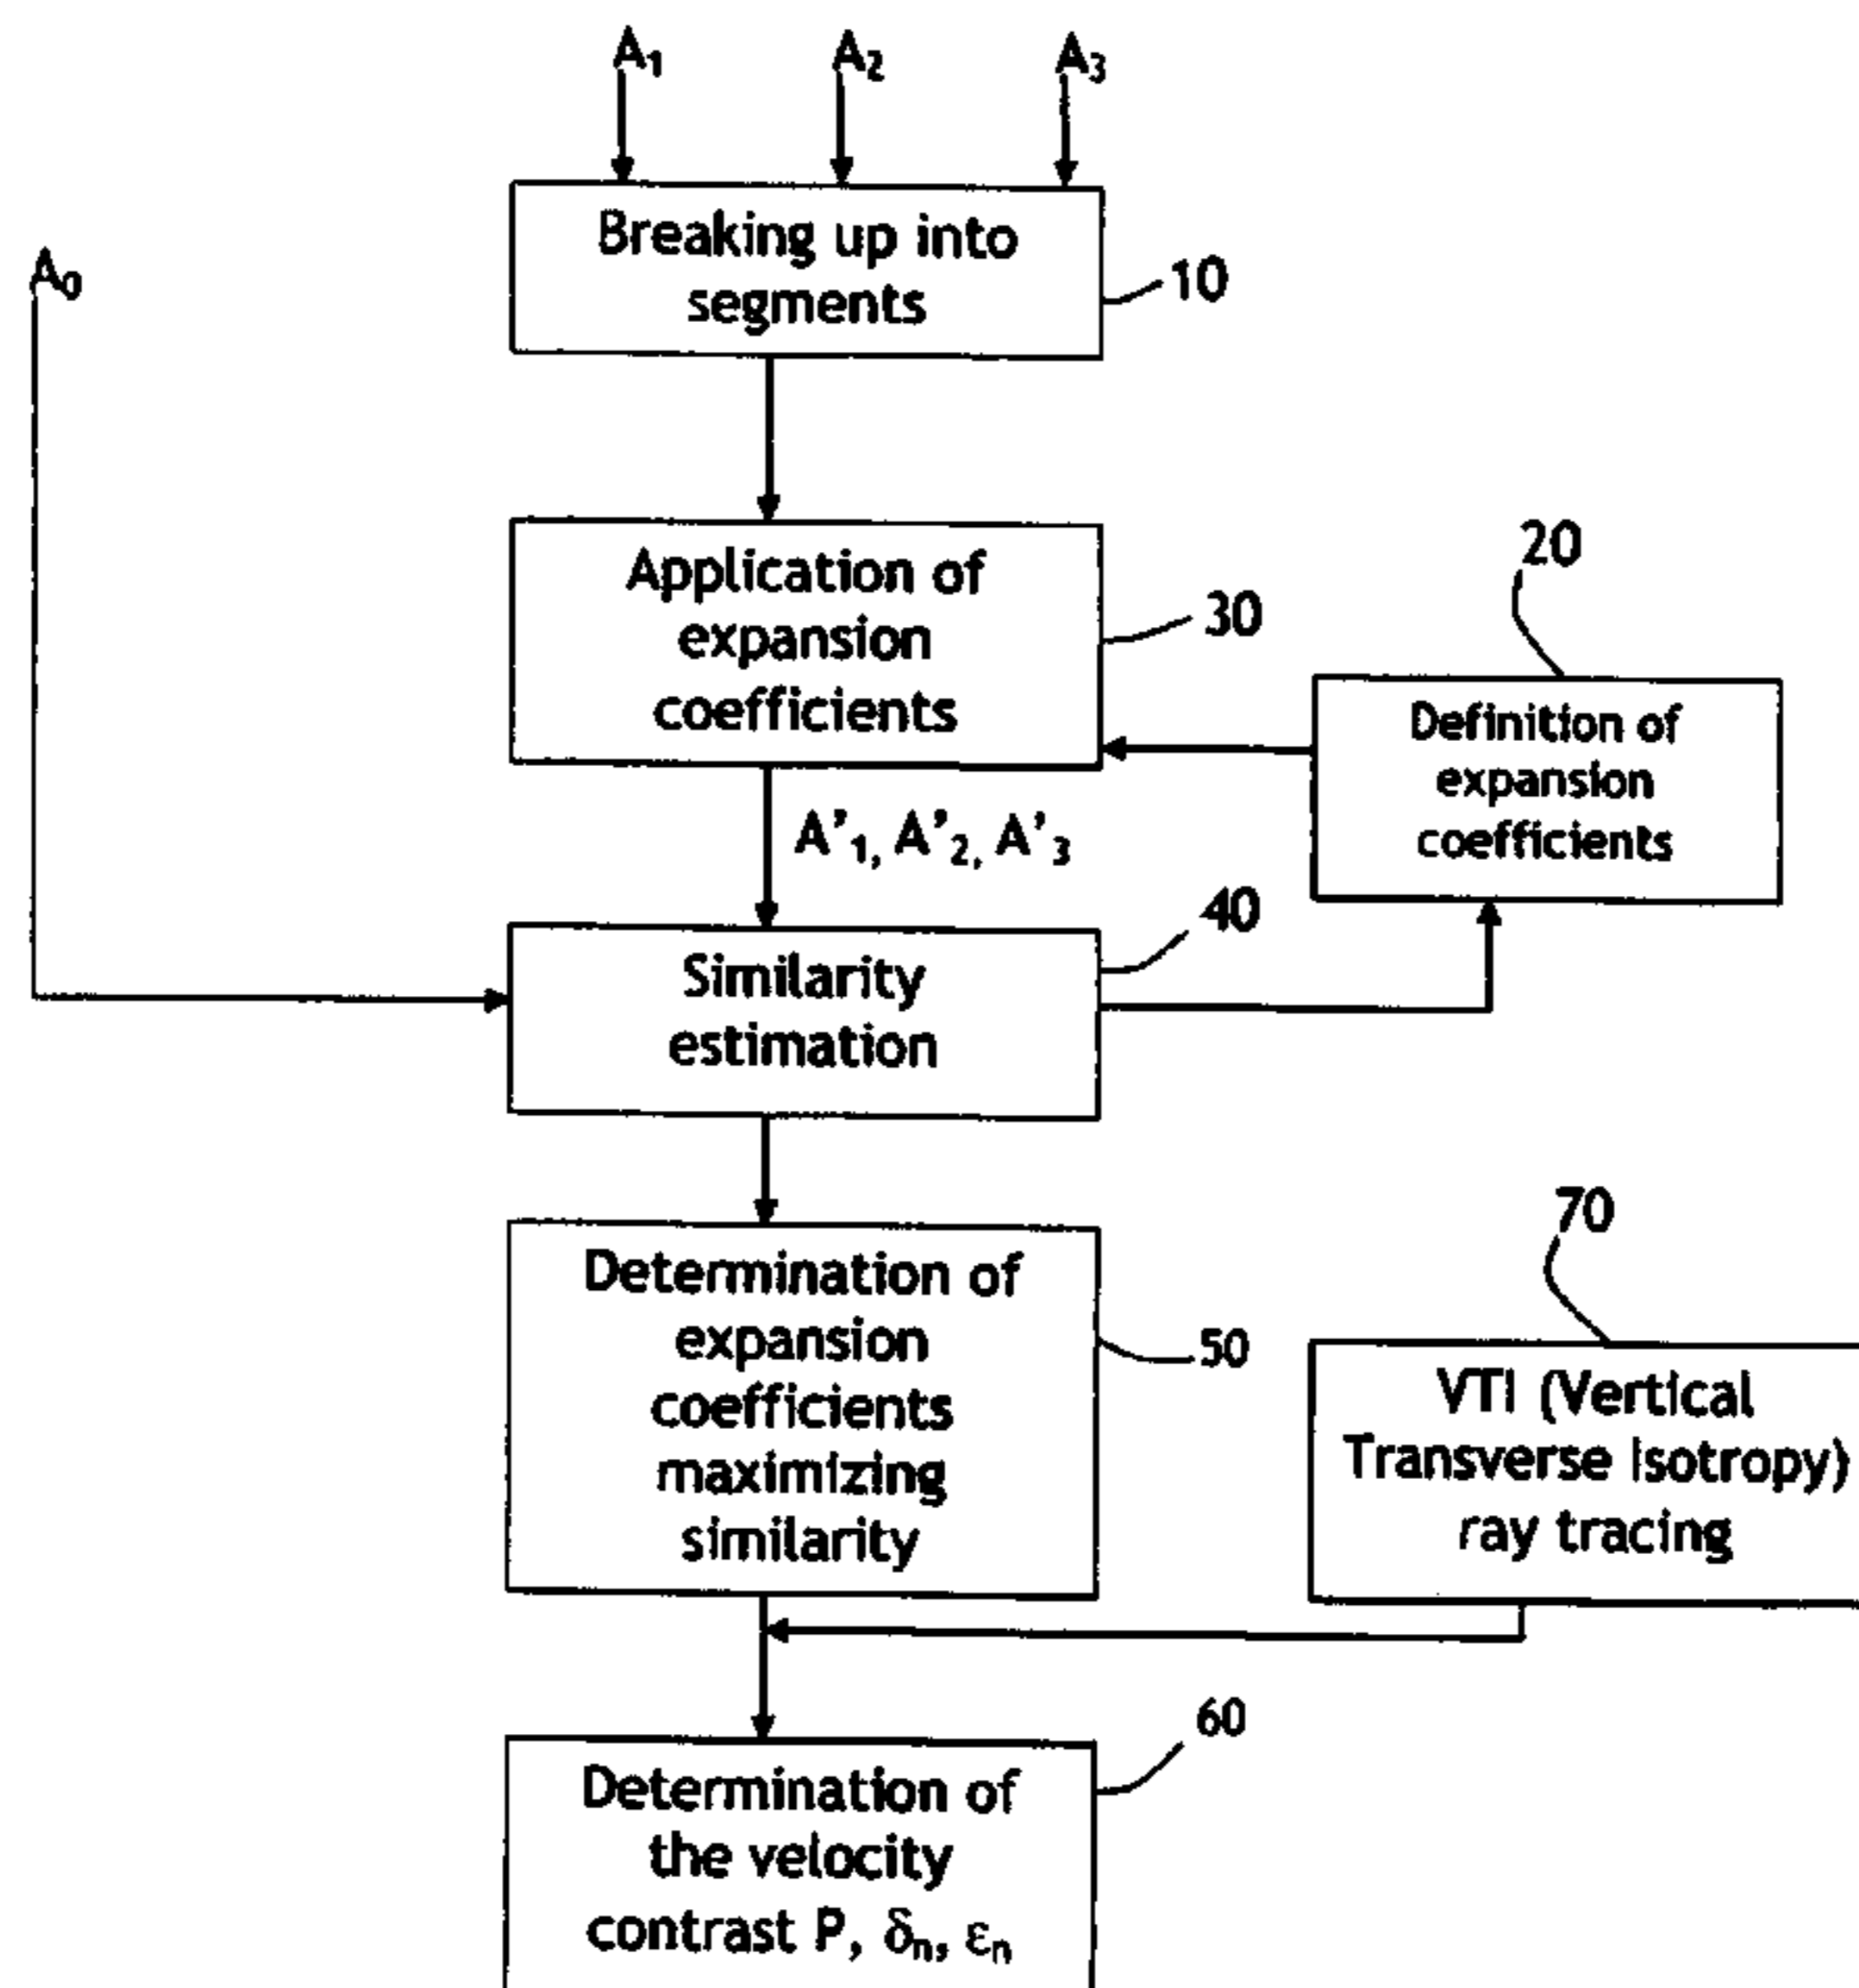 A₁
A₂
A₃
Breaking up into
segments
10
A₀
Application of
expansion
coefficients
30
20
Definition of
expansion
coefficients
A’₁, A’₂, A’₃
40
Similarity
estimation
Determination of
expansion
coefficients
maximizing
similarity
50
70
VTI (Vertical
Transverse Isotropy)
ray tracing
60
Determination of
the velocity
contrast P, δₙ, εₙ